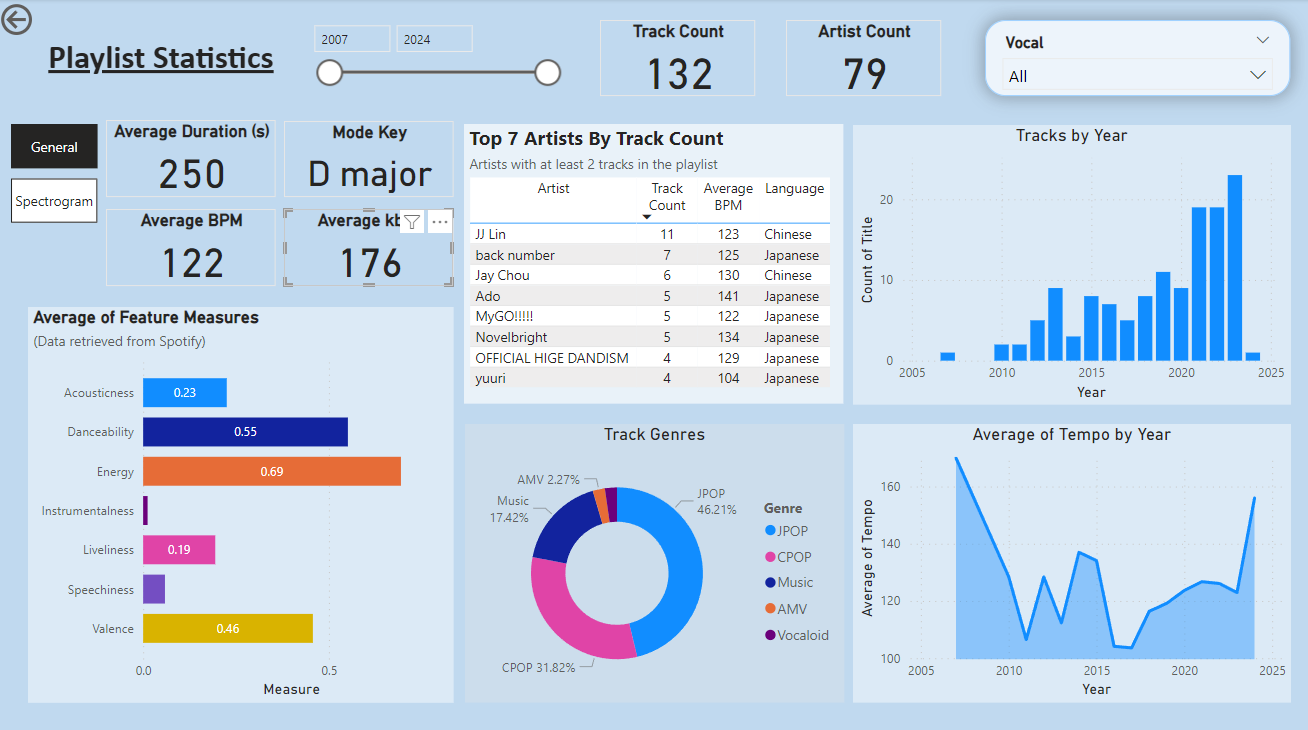 Playlist Statistics
2007
2024
Track Count
132
Artist Count
79
Vocal
All
General
Spectrogram
Average Duration (s)
250
Mode Key
D major
Average BPM
122
Average kb
176
Top 7 Artists By Track Count
Artists with at least 2 tracks in the playlist
Artist Track Count Average BPM Language
JJ Lin 11 123 Chinese
back number 7 125 Japanese
Jay Chou 6 130 Chinese
Ado 5 141 Japanese
MyGO!!!!! 5 122 Japanese
Novelbright 5 134 Japanese
OFFICIAL HIGE DANDISM 4 129 Japanese
yuuri 4 104 Japanese
Tracks by Year
Count of Title
20
10
0
2005 2010 2015 2020 2025
Year
Average of Feature Measures
(Data retrieved from Spotify)
Acousticness 0.23
Danceability 0.55
Energy 0.69
Instrumentalness
Liveliness 0.19
Speechiness
Valence 0.46
0.0 0.5
Measure
Track Genres
AMV 2.27%
Music
17.42%
JPOP
46.21%
CPOP 31.82%
Genre
JPOP
CPOP
Music
AMV
Vocaloid
Average of Tempo by Year
Average of Tempo
160
140
120
100
2005 2010 2015 2020 2025
Year